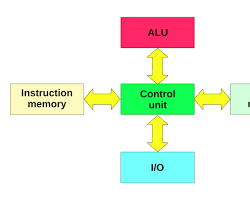 ALU
Instruction
memory
Control
unit
I/O